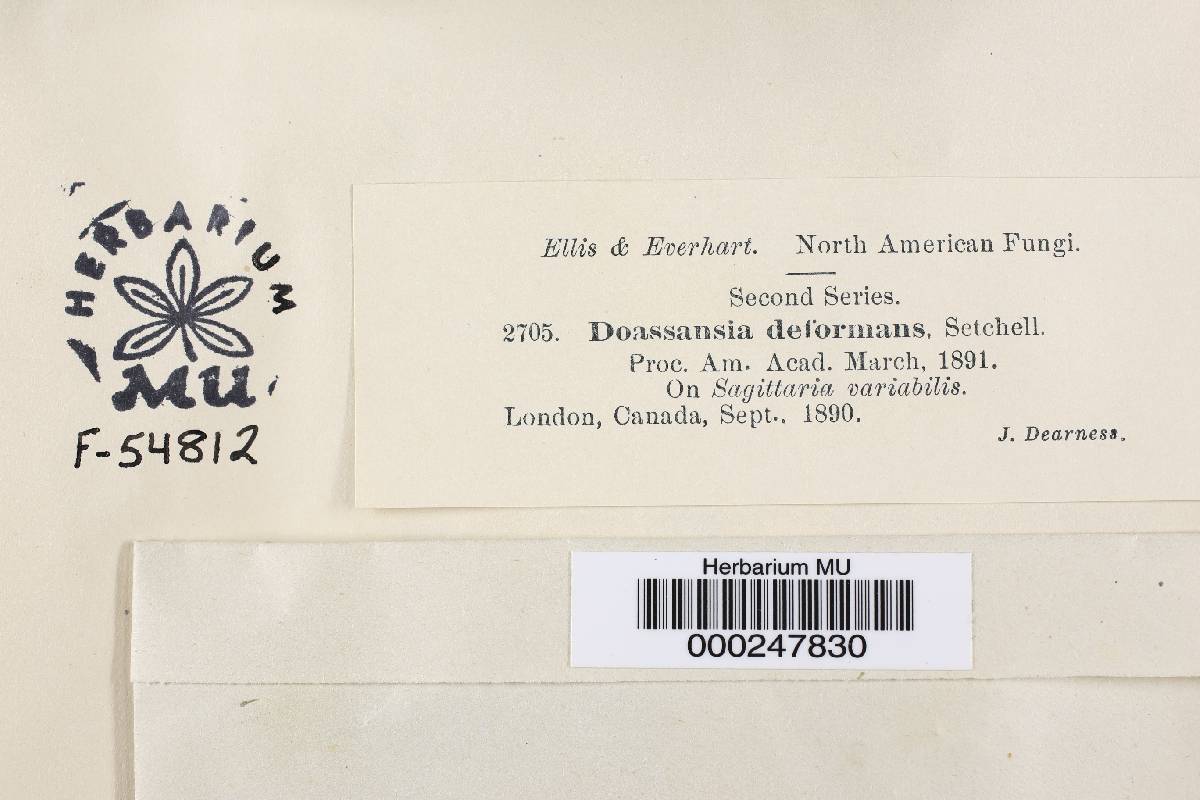 HERBARIUM
MU
F-54812
Ellis & Everhart. North American Fungi.
Second Series.
2705. Doassansia deformans, Setchell.
Proc. Am. Acad. March, 1891.
On Sagittaria variabilis.
London, Canada, Sept., 1890.
J. Dearness.
Herbarium MU
000247830